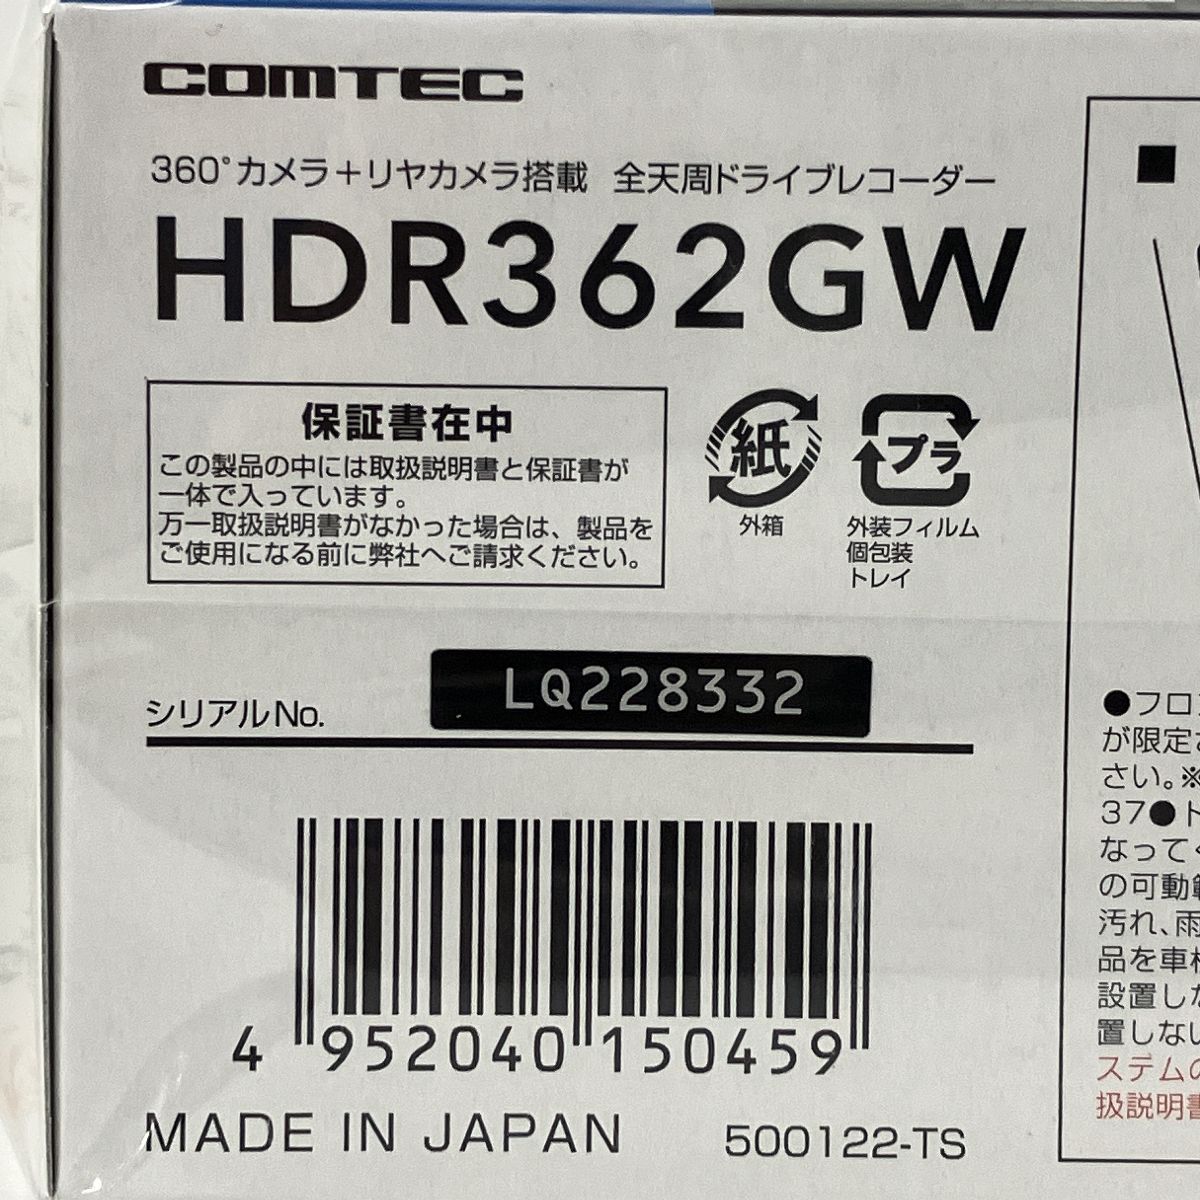 COMTEC
360°カメラ+リヤカメラ搭載 全天周ドライブレコーダー
HDR362GW
保証書在中
この製品の中には取扱説明書と保証書が
一体で入っています。
万一取扱説明書がなかった場合は、製品を
ご使用になる前に弊社へご請求ください。
紙
外箱
プラ
外装フィルム
個包装
トレイ
シリアルNo.
LQ228332
4 952040 150459
MADE IN JAPAN
500122-TS
■
●フロ
が限定
さい。※
37●ド
なってく
の可動範
汚れ、雨
品を車検
設置しな
置しない
ステムの
扱説明書